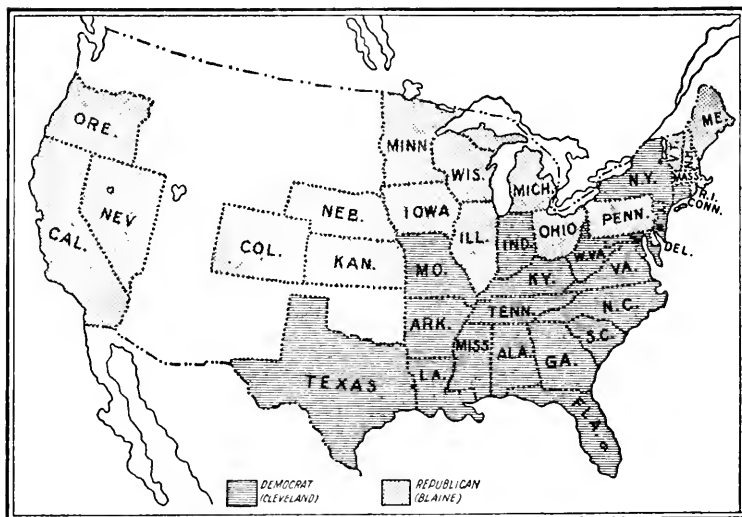 ORE.
CAL.
NEV
COL.
NEB.
KAN.
TEXAS
MINN
IOWA
MO.
ARK.
LA.
WIS.
ILL.
MICH.
IND.
OHIO
KY.
TENN.
MISS.
ALA.
GA.
FLA.
S.C.
N.C.
VA.
W.VA.
PENN.
N.Y.
DEL.
CONN.
R.I.
MASS.
VT.
N.H.
ME.
DEMOCRAT
(CLEVELAND)
REPUBLICAN
(BLAINE)